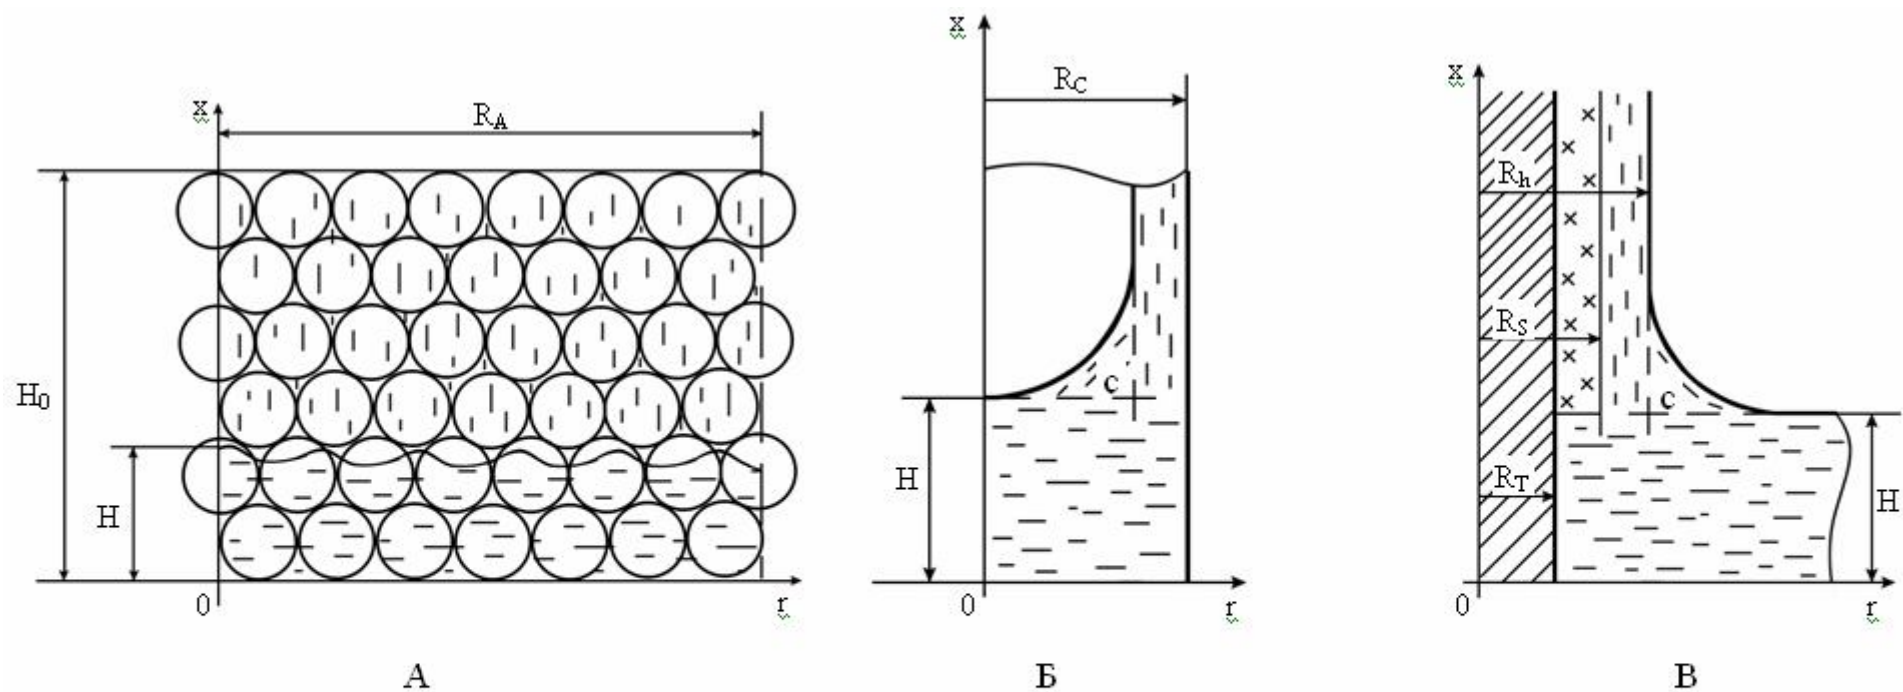 x
R_A
H_0
H
0
r
А
x
R_C
c
H
0
r
Б
x
R_h
R_S
c
R_T
H
0
r
В